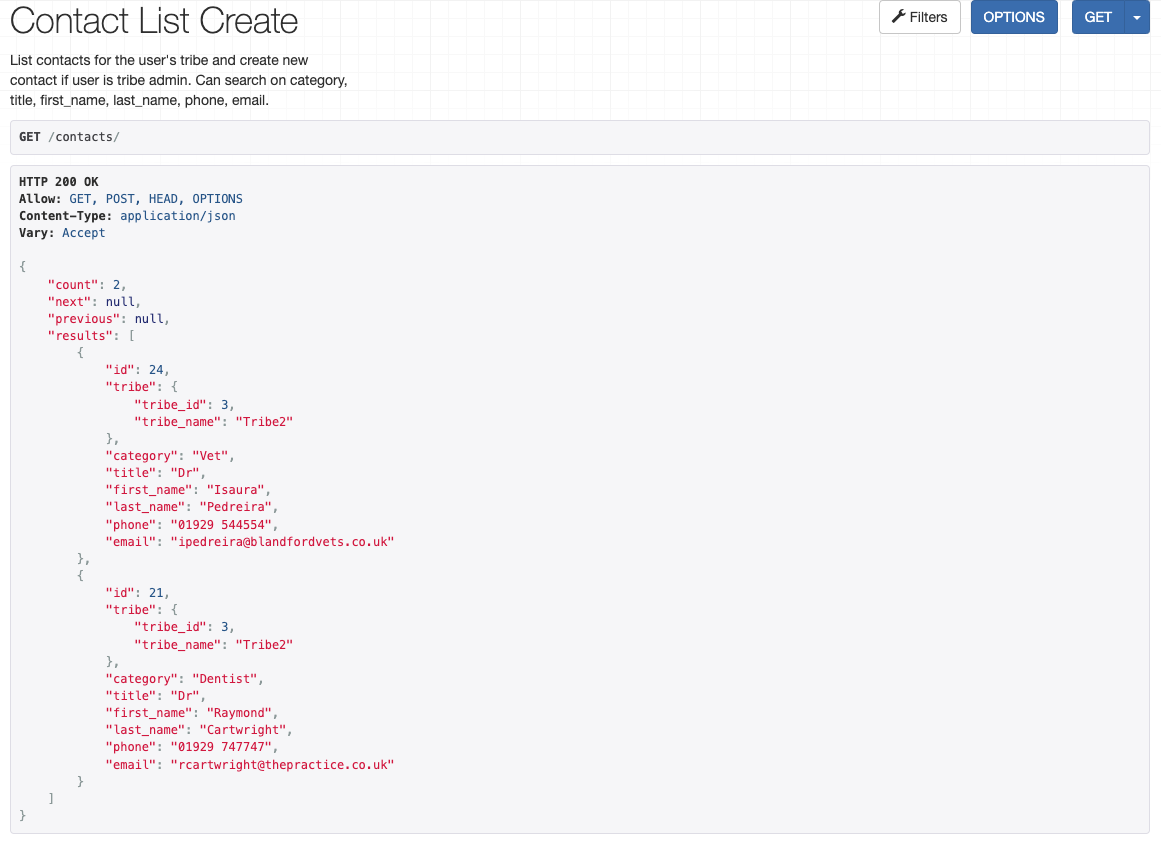 Contact List Create
Filters
OPTIONS
GET
List contacts for the user's tribe and create new
contact if user is tribe admin. Can search on category,
title, first_name, last_name, phone, email.
GET /contacts/
HTTP 200 OK
Allow: GET, POST, HEAD, OPTIONS
Content-Type: application/json
Vary: Accept
{
    "count": 2,
    "next": null,
    "previous": null,
    "results": [
        {
            "id": 24,
            "tribe": {
                "tribe_id": 3,
                "tribe_name": "Tribe2"
            },
            "category": "Vet",
            "title": "Dr",
            "first_name": "Isaura",
            "last_name": "Pedreira",
            "phone": "01929 544554",
            "email": "ipedreira@blandfordvets.co.uk"
        },
        {
            "id": 21,
            "tribe": {
                "tribe_id": 3,
                "tribe_name": "Tribe2"
            },
            "category": "Dentist",
            "title": "Dr",
            "first_name": "Raymond",
            "last_name": "Cartwright",
            "phone": "01929 747747",
            "email": "rcartwright@thepractice.co.uk"
        }
    ]
}